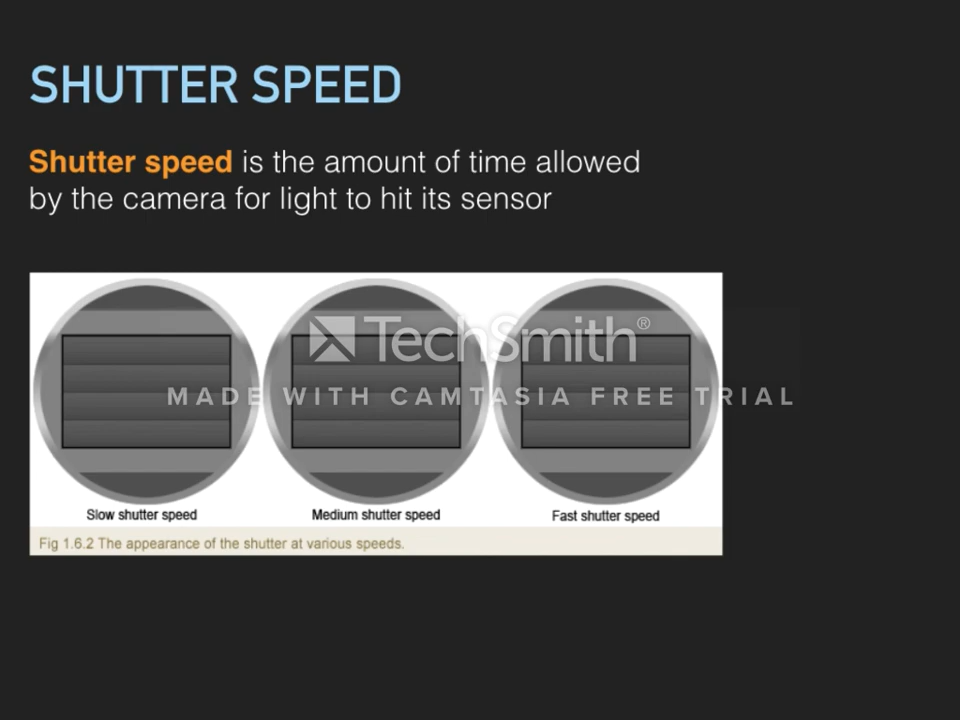 SHUTTER SPEED
Shutter speed is the amount of time allowed
by the camera for light to hit its sensor
TechSmith®
MADE WITH CAMTASIA FREE TRIAL
Slow shutter speed
Medium shutter speed
Fast shutter speed
Fig 1.6.2 The appearance of the shutter at various speeds.